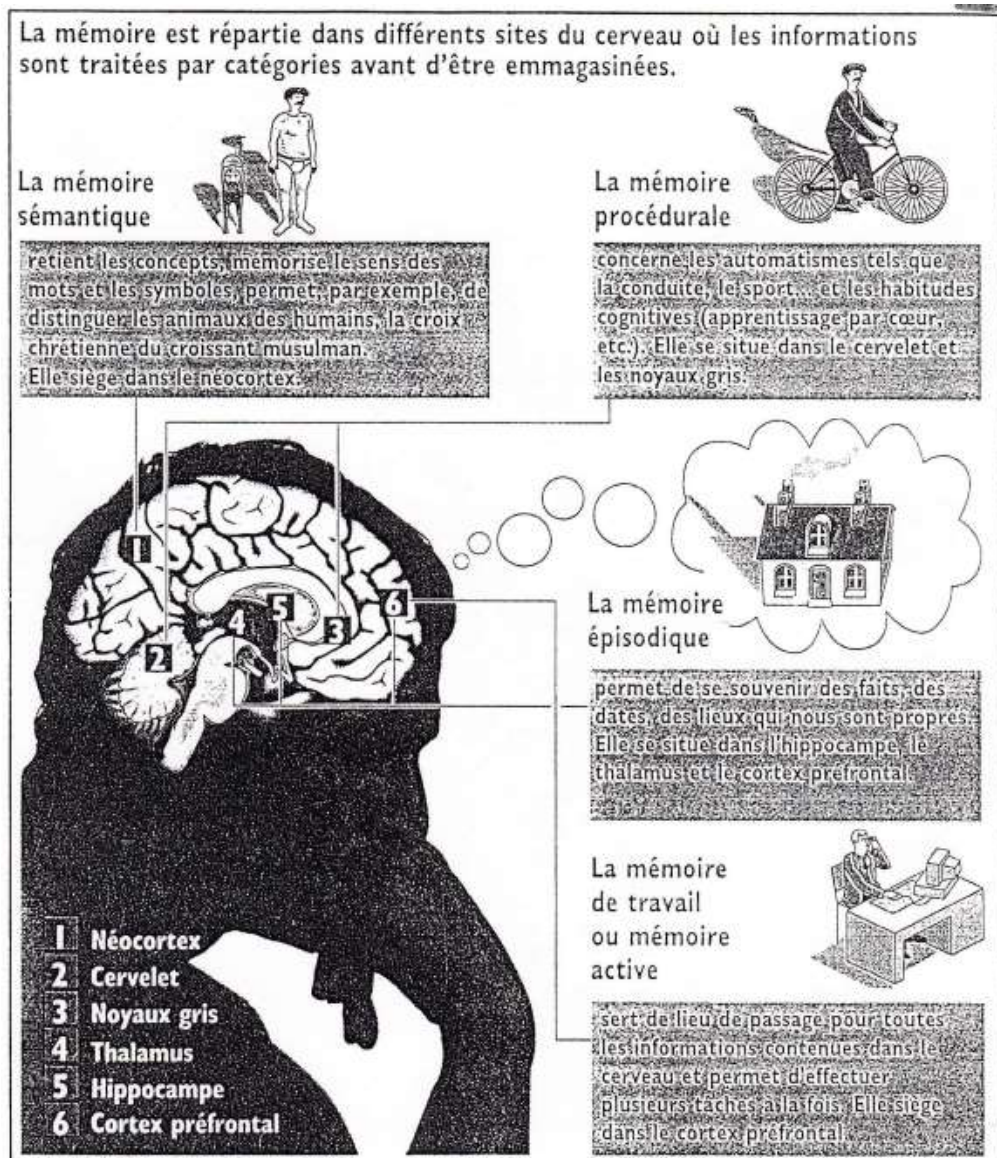 La mémoire est répartie dans différents sites du cerveau où les informations
sont traitées par catégories avant d'être emmagasinées.
La mémoire
sémantique
retient les concepts, mémorise le sens des
mots et les symboles, permet, par exemple, de
distinguer les animaux des humains, la croix
chrétienne du croissant musulman.
Elle siège dans le néocortex.
La mémoire
procédurale
concerne les automatismes tels que
la conduite, le sport... et les habitudes
cognitives (apprentissage par cœur,
etc.). Elle se situe dans le cervelet et
les noyaux gris.
1
2
3
4
5
6
La mémoire
épisodique
permet de se souvenir des faits, des
dates, des lieux qui nous sont propres.
Elle se situe dans l'hippocampe, le
thalamus et le cortex préfrontal.
La mémoire
de travail
ou mémoire
active
sert de lieu de passage pour toutes
les informations contenues dans le
cerveau et permet d'effectuer
plusieurs tâches à la fois. Elle siège
dans le cortex préfrontal.
1 Néocortex
2 Cervelet
3 Noyaux gris
4 Thalamus
5 Hippocampe
6 Cortex préfrontal